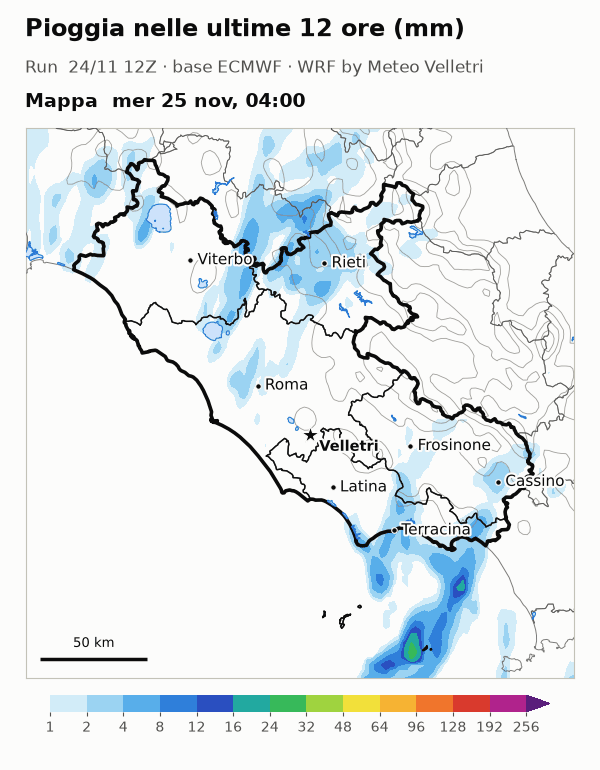 Pioggia nelle ultime 12 ore (mm)
Run  24/11 12Z · base ECMWF · WRF by Meteo Velletri
Mappa  mer 25 nov, 04:00
Viterbo
Rieti
Roma
Velletri
Frosinone
Cassino
Latina
Terracina
50 km
1 2 4 8 12 16 24 32 48 64 96 128 192 256